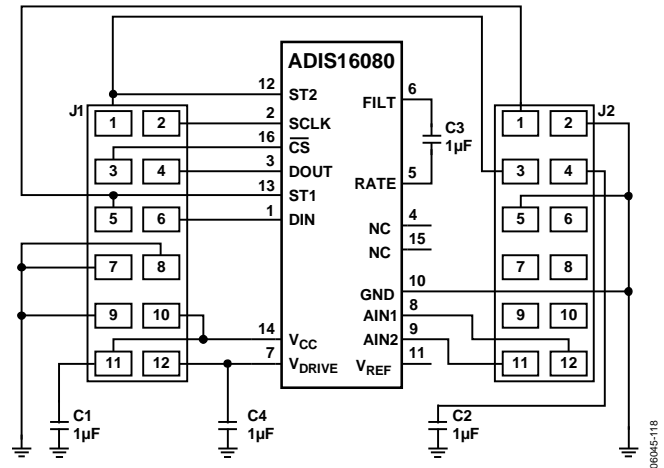 ADIS16080
J1
1
2
3
4
5
6
7
8
9
10
11
12
12 ST2
2 SCLK
16 CS
3 DOUT
13 ST1
1 DIN
14 VCC
7 VDRIVE
FILT 6
RATE 5
NC 4
NC 15
GND 10
AIN1 8
AIN2 9
VREF 11
C3
1µF
J2
1
2
3
4
5
6
7
8
9
10
11
12
C1
1µF
C4
1µF
C2
1µF
06045-118